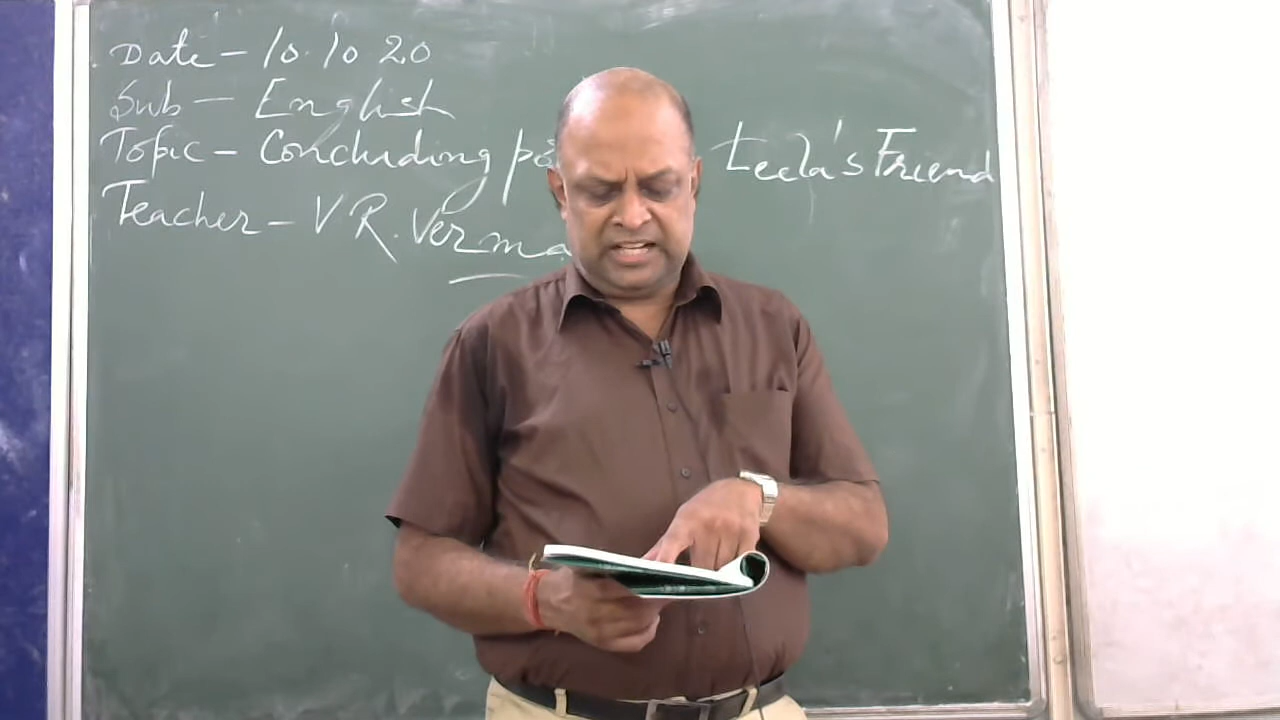 Date - 10.10 20
Sub - English
Topic - Concluding Leela's Friend
Teacher - V R. Verma